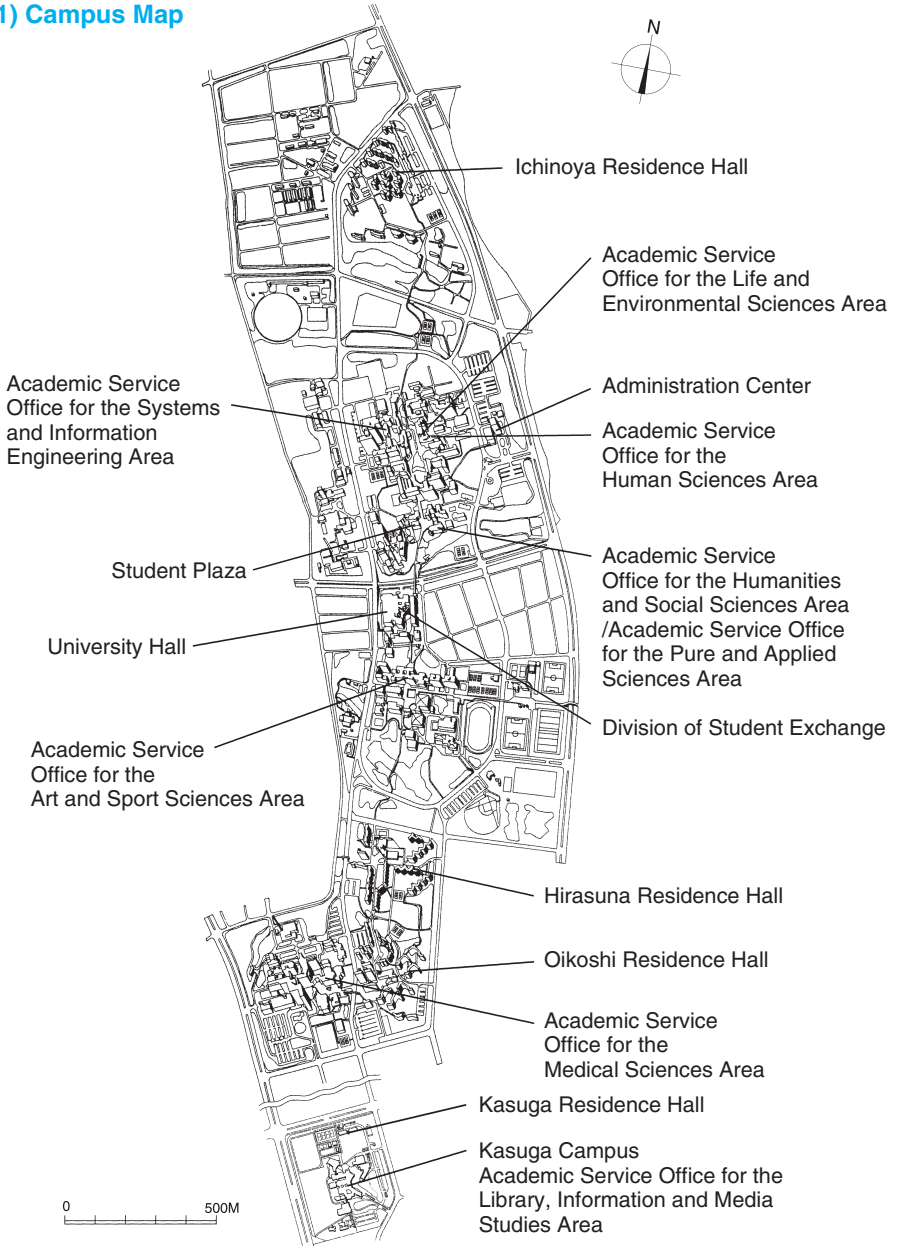 1) Campus Map
N
Ichinoya Residence Hall
Academic Service
Office for the Life and
Environmental Sciences Area
Academic Service
Office for the Systems
and Information
Engineering Area
Administration Center
Academic Service
Office for the
Human Sciences Area
Student Plaza
Academic Service
Office for the Humanities
and Social Sciences Area
/Academic Service Office
for the Pure and Applied
Sciences Area
University Hall
Division of Student Exchange
Academic Service
Office for the
Art and Sport Sciences Area
Hirasuna Residence Hall
Oikoshi Residence Hall
Academic Service
Office for the
Medical Sciences Area
Kasuga Residence Hall
Kasuga Campus
Academic Service Office for the
Library, Information and Media
Studies Area
0 500M